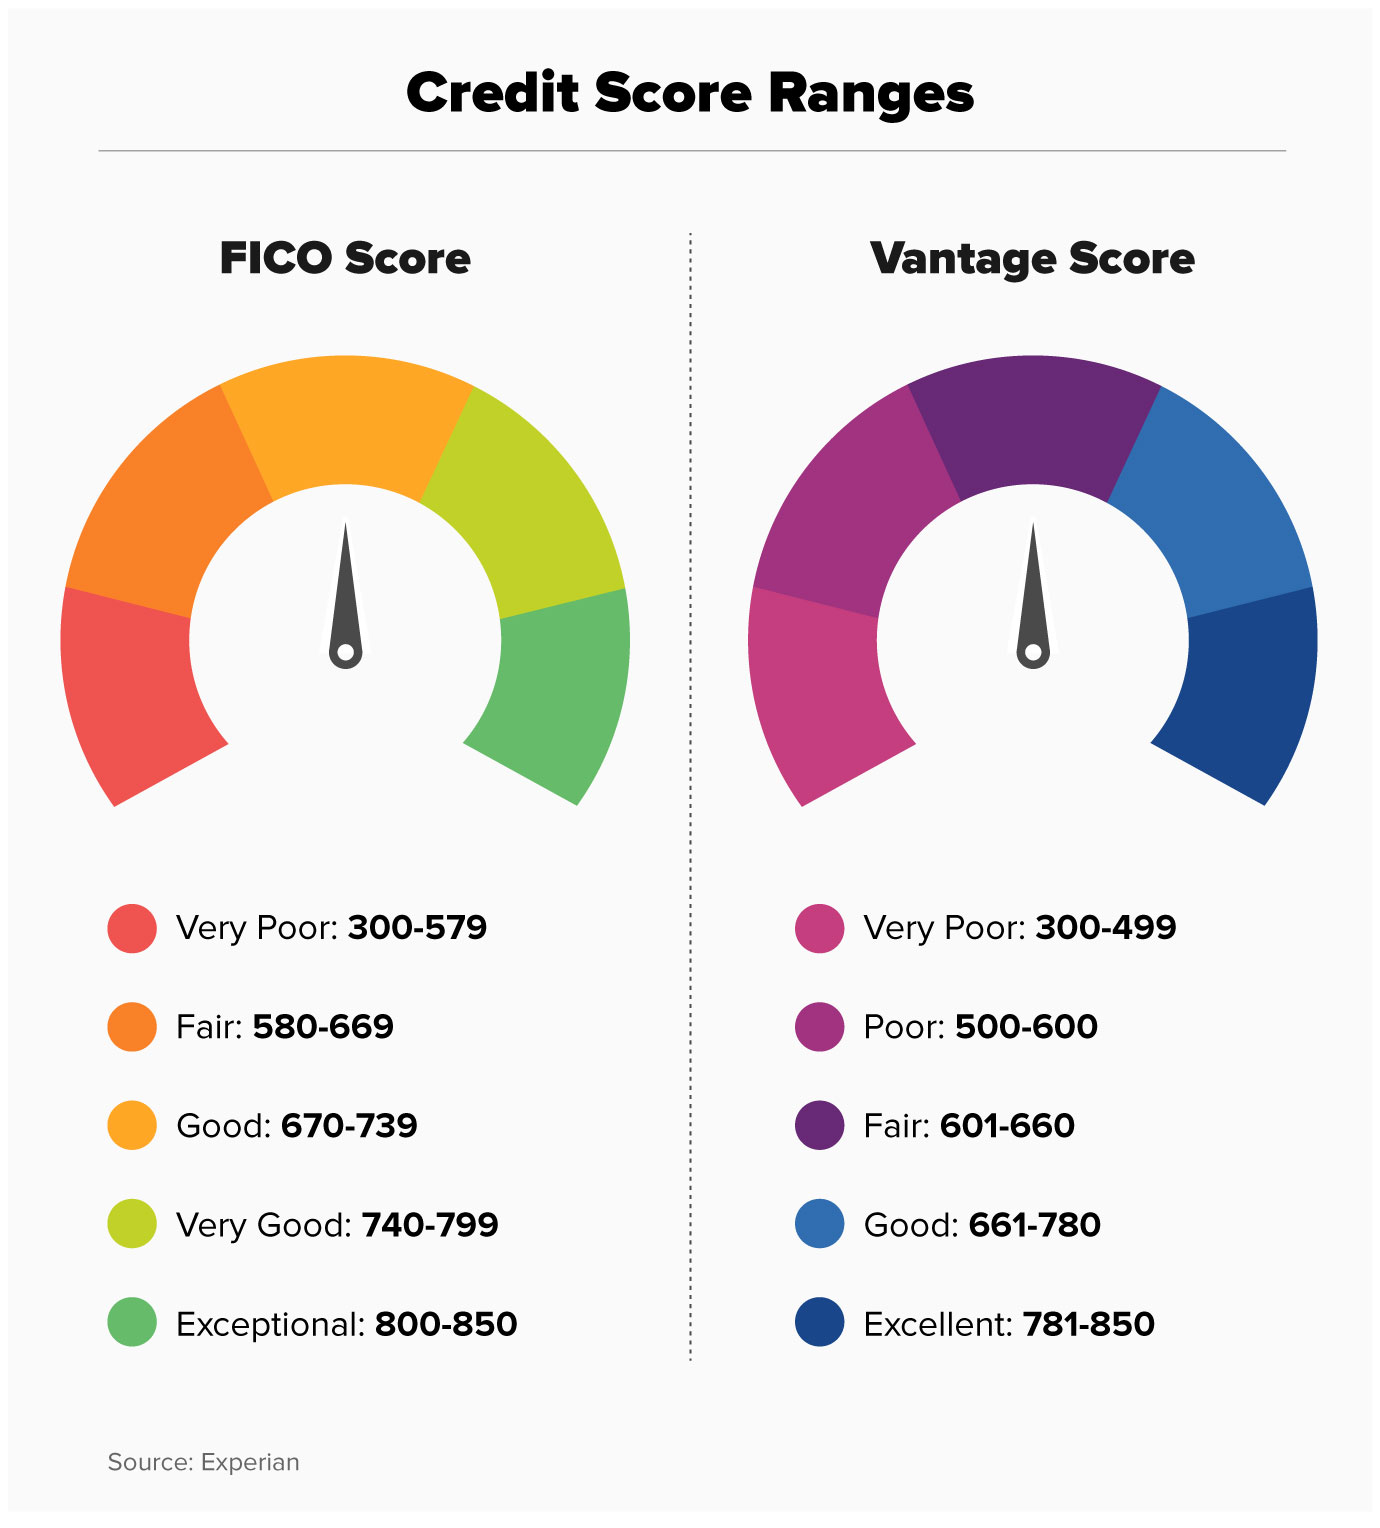 Credit Score Ranges
FICO Score
Very Poor: 300-579
Fair: 580-669
Good: 670-739
Very Good: 740-799
Exceptional: 800-850
Vantage Score
Very Poor: 300-499
Poor: 500-600
Fair: 601-660
Good: 661-780
Excellent: 781-850
Source: Experian